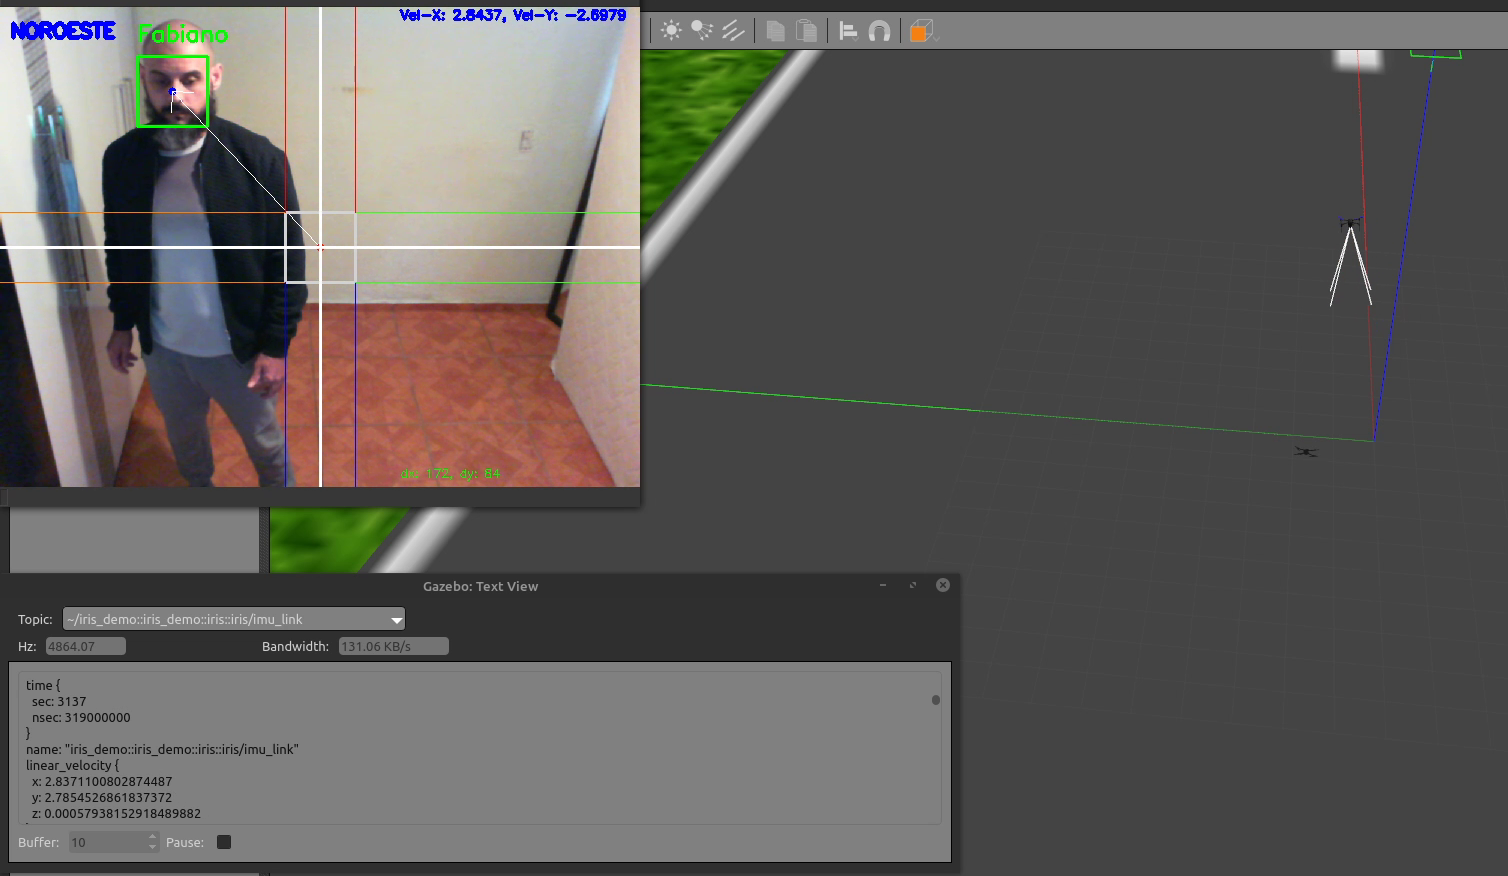 Vel-X: 2.8437, Vel-Y: -2.6979
NOROESTE
Fabiano
dx: 172, dy: 84
Gazebo: Text View
Topic: ~/iris_demo::iris_demo::iris::iris/imu_link
Hz: 4864.07 Bandwidth: 131.06 KB/s
time {
sec: 3137
nsec: 319000000
}
name: "iris_demo::iris_demo::iris::iris/imu_link"
linear_velocity {
x: 2.8371100802874487
y: 2.7854526861837372
z: 0.00057938152918489882
Buffer: 10 Pause: